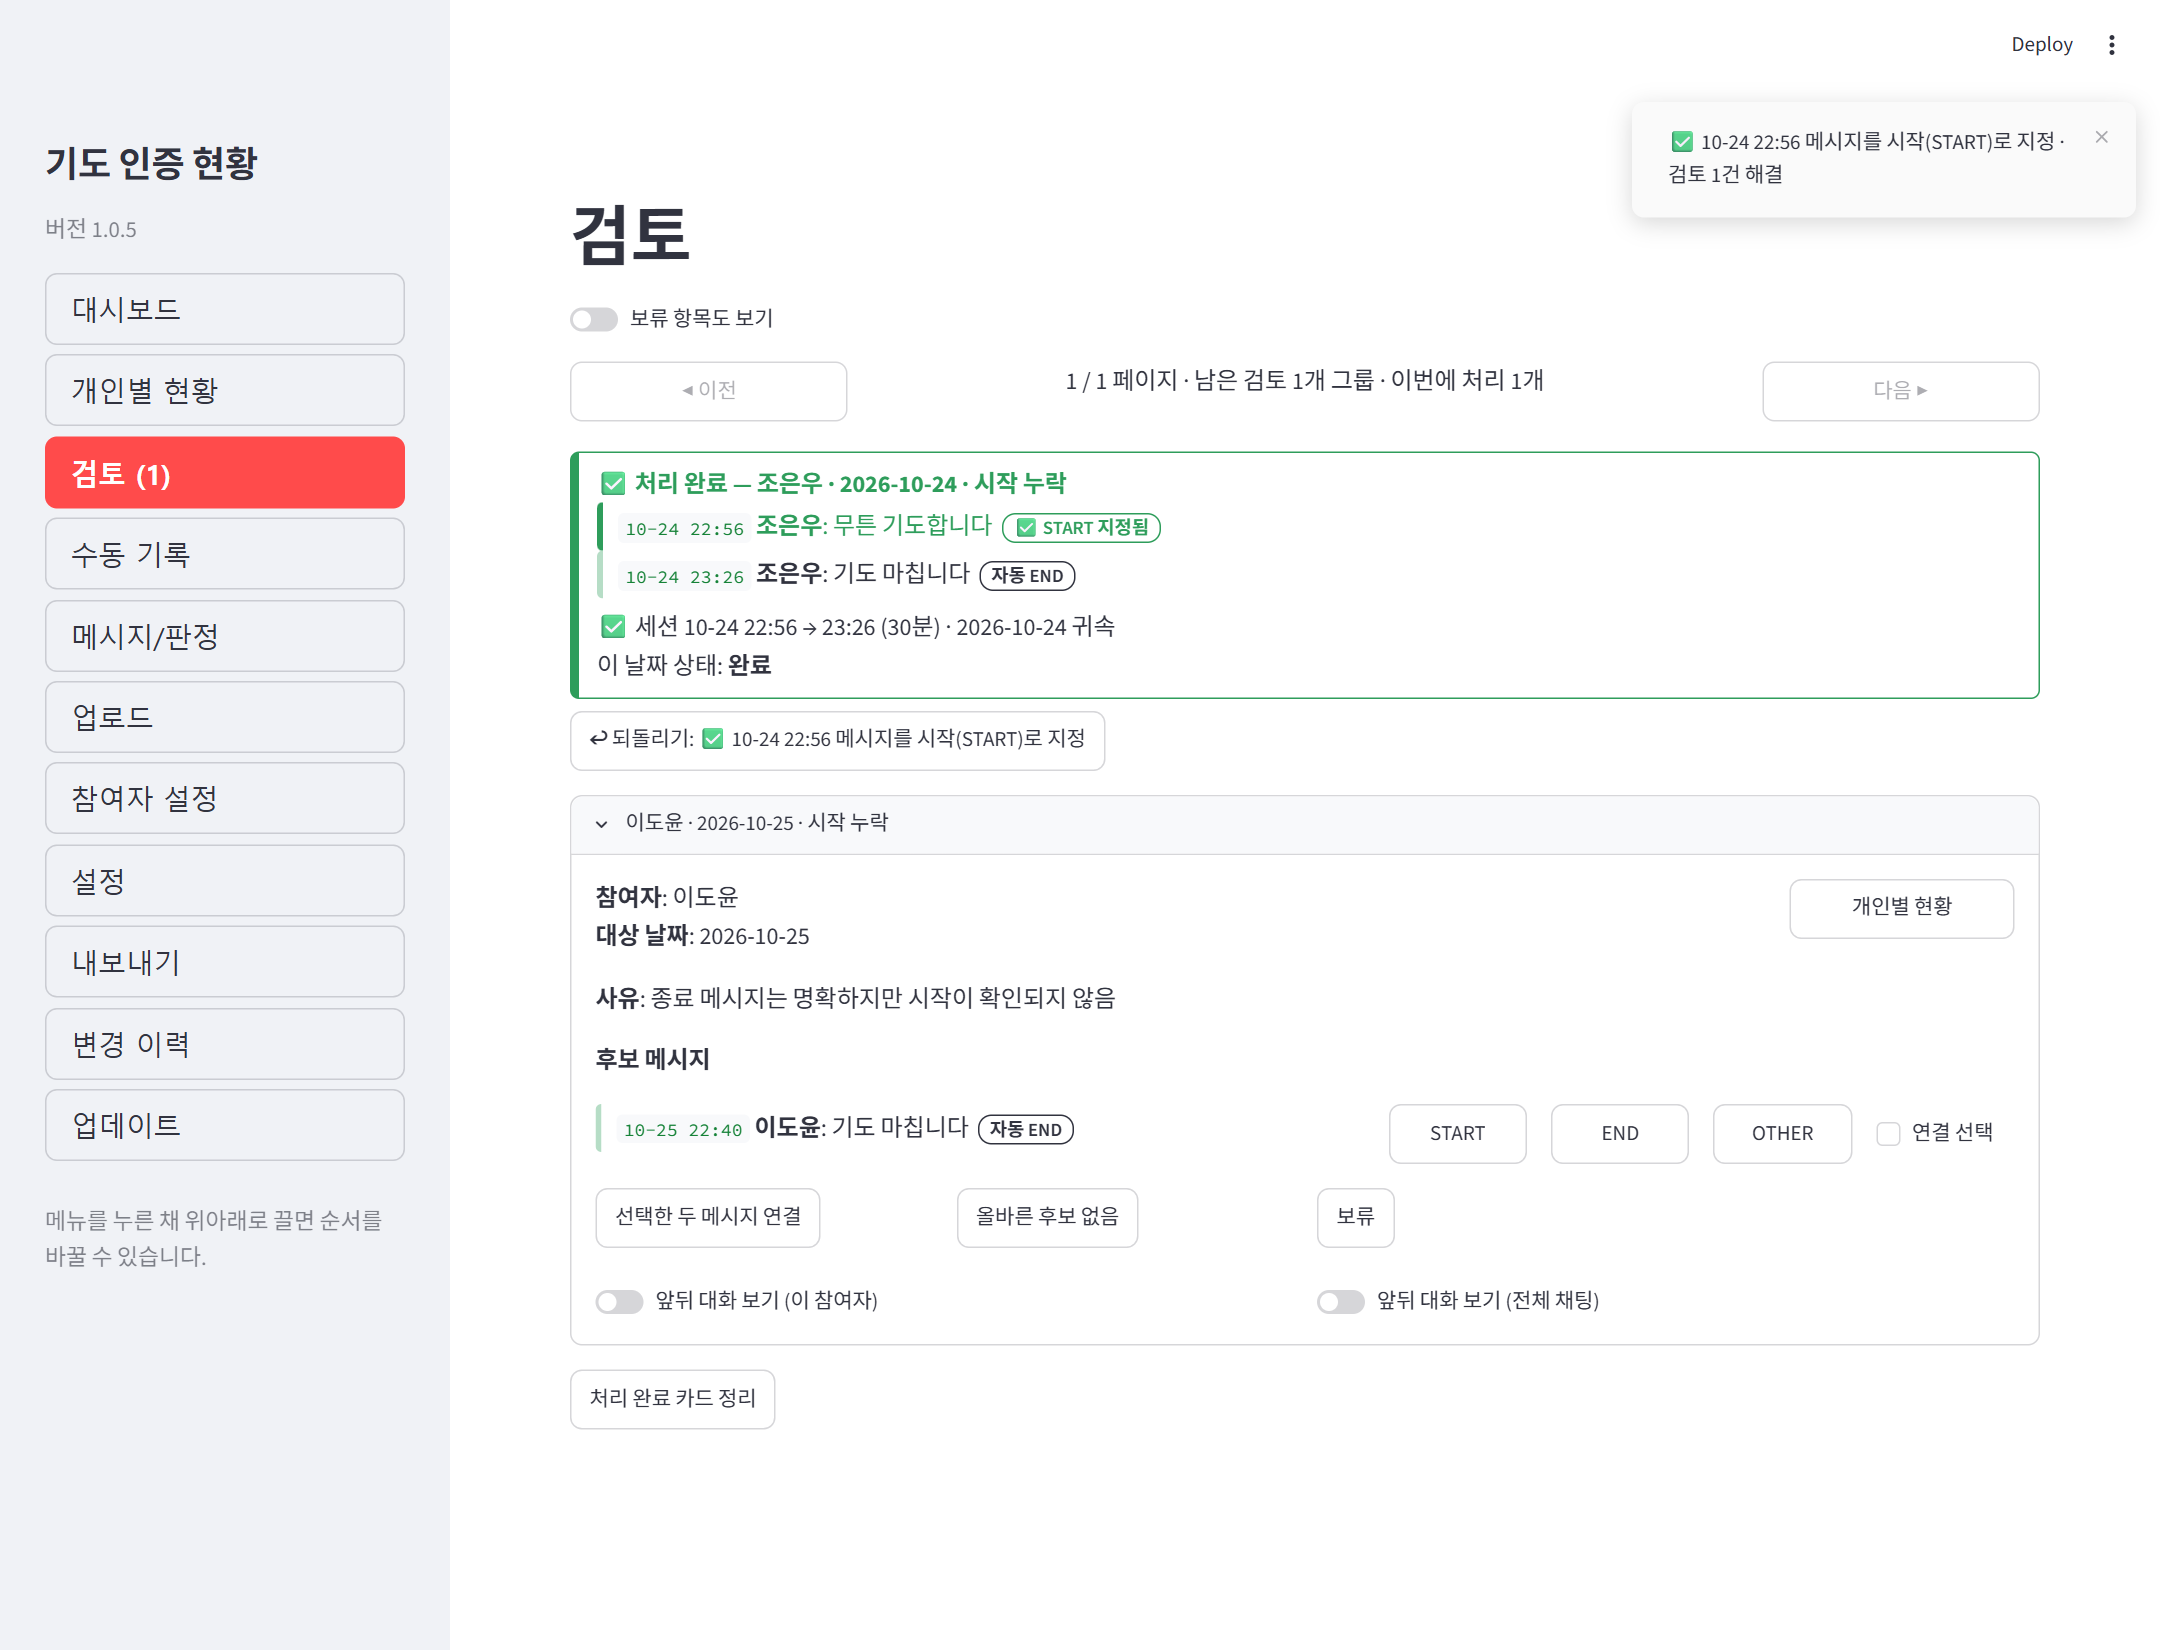 Deploy
✅ 10-24 22:56 메시지를 시작(START)로 지정 ·
검토 1건 해결
기도 인증 현황
버전 1.0.5
대시보드
개인별 현황
검토 (1)
수동 기록
메시지/판정
업로드
참여자 설정
설정
내보내기
변경 이력
업데이트
메뉴를 누른 채 위아래로 끌면 순서를
바꿀 수 있습니다.
검토
보류 항목도 보기
◂ 이전
1 / 1 페이지 · 남은 검토 1개 그룹 · 이번에 처리 1개
다음 ▸
✅ 처리 완료 — 조은우 · 2026-10-24 · 시작 누락
10-24 22:56 조은우: 무튼 기도합니다 ✅ START 지정됨
10-24 23:26 조은우: 기도 마칩니다 자동 END
✅ 세션 10-24 22:56 → 23:26 (30분) · 2026-10-24 귀속
이 날짜 상태: 완료
↩ 되돌리기: ✅ 10-24 22:56 메시지를 시작(START)로 지정
이도윤 · 2026-10-25 · 시작 누락
참여자: 이도윤
대상 날짜: 2026-10-25
개인별 현황
사유: 종료 메시지는 명확하지만 시작이 확인되지 않음
후보 메시지
10-25 22:40 이도윤: 기도 마칩니다 자동 END
START
END
OTHER
연결 선택
선택한 두 메시지 연결
올바른 후보 없음
보류
앞뒤 대화 보기 (이 참여자)
앞뒤 대화 보기 (전체 채팅)
처리 완료 카드 정리